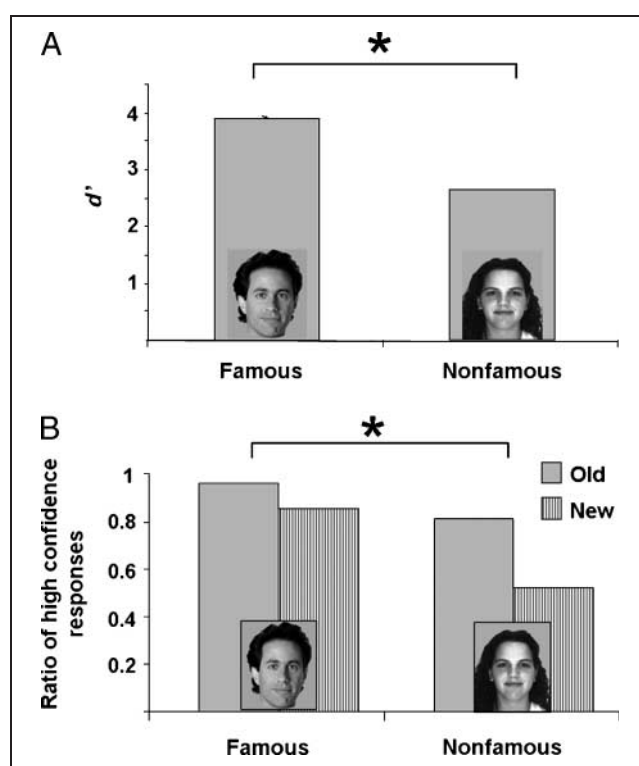 A
*
4
3
2
1
d'
Famous Nonfamous
B
*
Old
New
1
0.8
0.6
0.4
0.2
Ratio of high confidence
responses
Famous Nonfamous